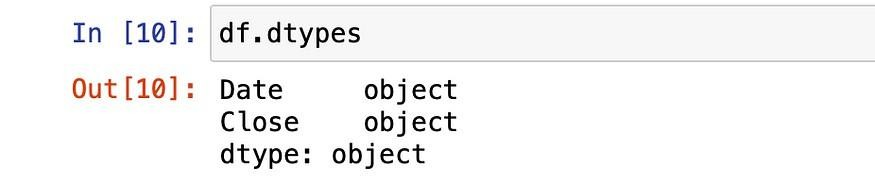 In [10]: df.dtypes
Out[10]: Date     object
Close    object
dtype: object